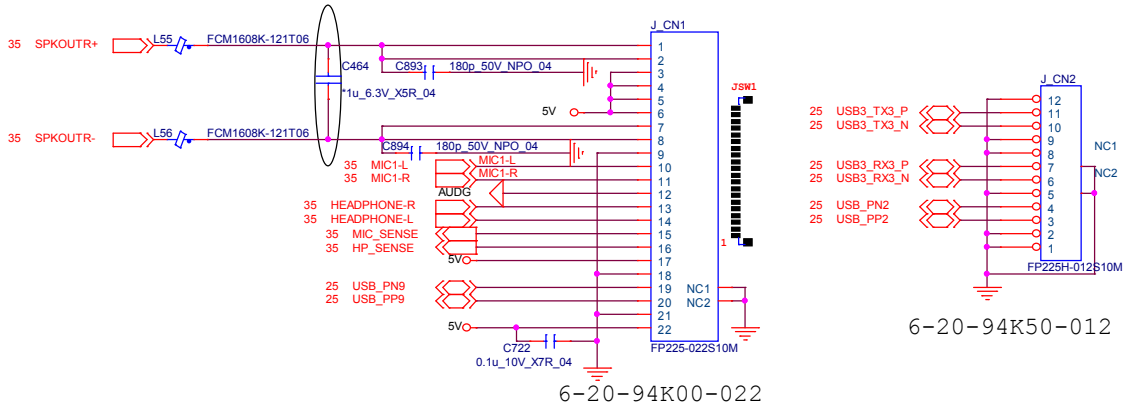 J_CN1
35 SPKOUTR+ L55 FCM1608K-121T06
C464
*1u_6.3V_X5R_04
C893 180p_50V_NPO_04
5V
35 SPKOUTR- L56 FCM1608K-121T06
C894 180p_50V_NPO_04
35 MIC1-L MIC1-L
35 MIC1-R MIC1-R
AUDG
35 HEADPHONE-R
35 HEADPHONE-L
35 MIC_SENSE
35 HP_SENSE
5V
25 USB_PN9
25 USB_PP9
5V
C722
0.1u_10V_X7R_04
1
2
3
4
5
6
7
8
9
10
11
12
13
14
15
16
17
18
19
20
21
22
NC1
NC2
FP225-022S10M
6-20-94K00-022
JSW1
1
J_CN2
25 USB3_TX3_P
25 USB3_TX3_N
25 USB3_RX3_P
25 USB3_RX3_N
25 USB_PN2
25 USB_PP2
12
11
10
9
8
7
6
5
4
3
2
1
NC1
NC2
FP225H-012S10M
6-20-94K50-012